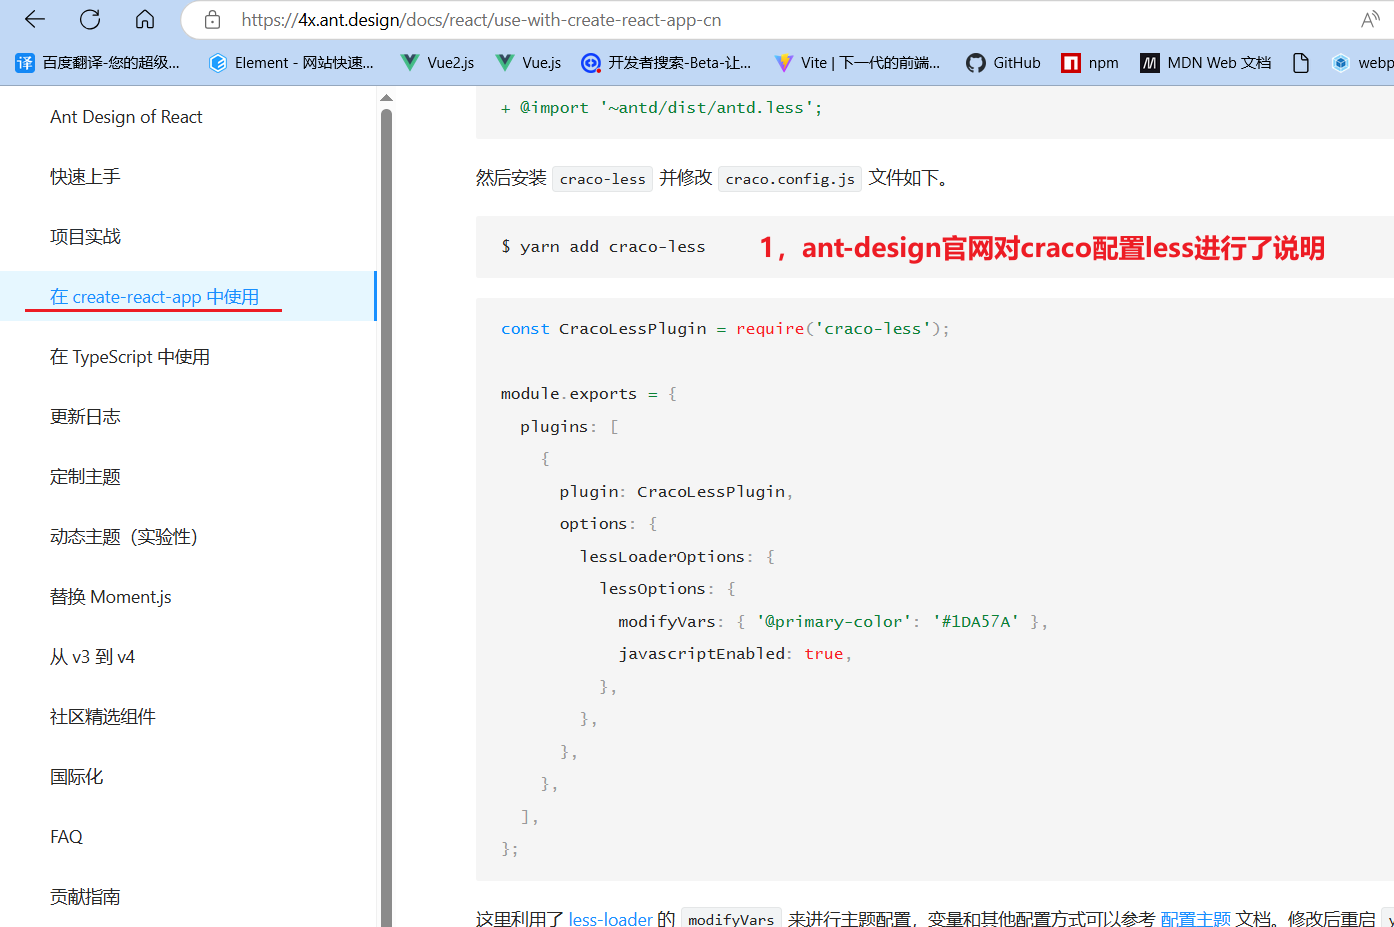 https://4x.ant.design/docs/react/use-with-create-react-app-cn
百度翻译-您的超级... Element - 网站快速... Vue2.js Vue.js 开发者搜索-Beta-让... Vite | 下一代的前端... GitHub npm MDN Web 文档 webp
Ant Design of React
快速上手
项目实战
在 create-react-app 中使用
在 TypeScript 中使用
更新日志
定制主题
动态主题（实验性）
替换 Moment.js
从 v3 到 v4
社区精选组件
国际化
FAQ
贡献指南
+ @import '~antd/dist/antd.less';
然后安装 craco-less 并修改 craco.config.js 文件如下。
$ yarn add craco-less
1，ant-design官网对craco配置less进行了说明
const CracoLessPlugin = require('craco-less');
module.exports = {
plugins: [
{
plugin: CracoLessPlugin,
options: {
lessLoaderOptions: {
lessOptions: {
modifyVars: { '@primary-color': '#1DA57A' },
javascriptEnabled: true,
},
},
},
},
],
};
这里利用了 less-loader 的 modifyVars 来进行主题配置，变量和其他配置方式可以参考 配置主题 文档。修改后重启